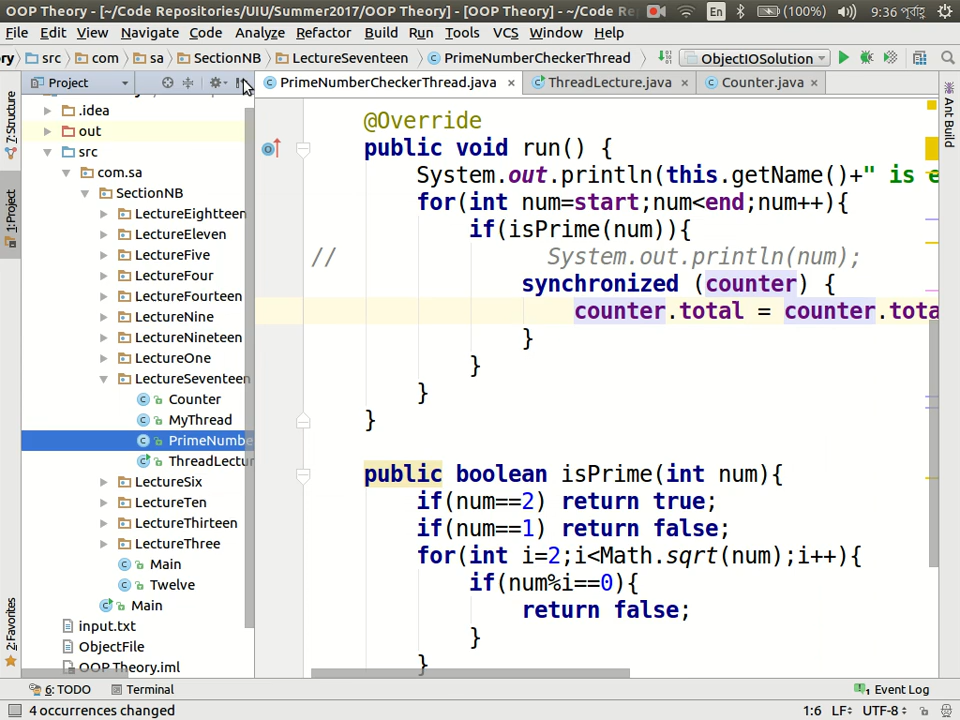 OOP Theory - [~/Code Repositories/UIU/Summer2017/OOP Theory] - [OOP Theory] - ~/Code Rep
En (100%) 9:36 পূর্বাহ্ণ
File Edit View Navigate Code Analyze Refactor Build Run Tools VCS Window Help
ry src com sa SectionNB LectureSeventeen PrimeNumberCheckerThread ObjectIOSolution
Project PrimeNumberCheckerThread.java ThreadLecture.java Counter.java
7: Structure
1: Project
2: Favorites
Ant Build
.idea
out
src
com.sa
SectionNB
LectureEighteen
LectureEleven
LectureFive
LectureFour
LectureFourteen
LectureNine
LectureNineteen
LectureOne
LectureSeventeen
Counter
MyThread
PrimeNumbe
ThreadLectur
LectureSix
LectureTen
LectureThirteen
LectureThree
Main
Twelve
Main
input.txt
ObjectFile
OOP Theory.iml
@Override
public void run() {
System.out.println(this.getName()+" is e
for(int num=start;num<end;num++){
if(isPrime(num)){
// System.out.println(num);
synchronized (counter) {
counter.total = counter.tota
}
}
}
}
public boolean isPrime(int num){
if(num==2) return true;
if(num==1) return false;
for(int i=2;i<Math.sqrt(num);i++){
if(num%i==0){
return false;
}
}
6: TODO Terminal 1 Event Log
4 occurrences changed 1:6 LF UTF-8